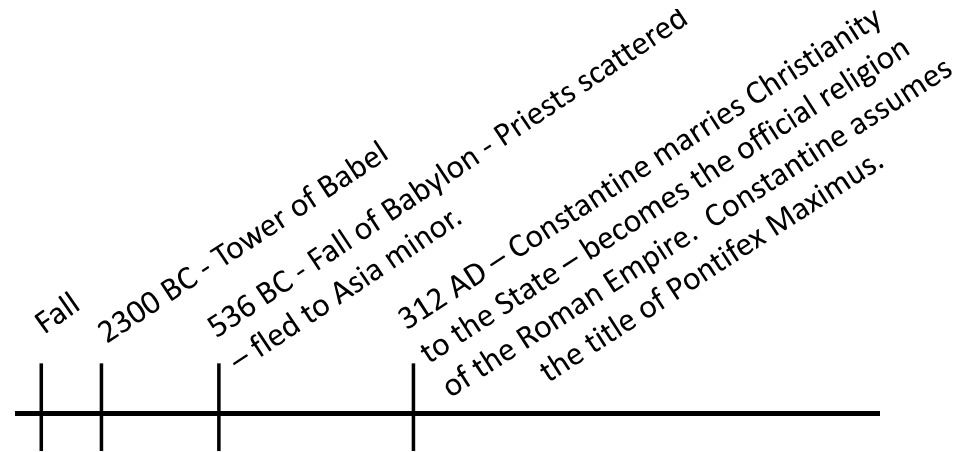 Fall
2300 BC - Tower of Babel
536 BC - Fall of Babylon - Priests scattered
– fled to Asia minor.
312 AD – Constantine marries Christianity
to the State – becomes the official religion
of the Roman Empire.  Constantine assumes
the title of Pontifex Maximus.